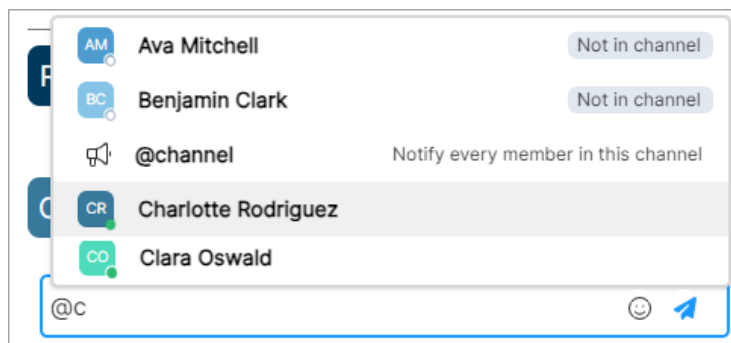 AM Ava Mitchell Not in channel
BC Benjamin Clark Not in channel
@channel Notify every member in this channel
CR Charlotte Rodriguez
CO Clara Oswald
@C